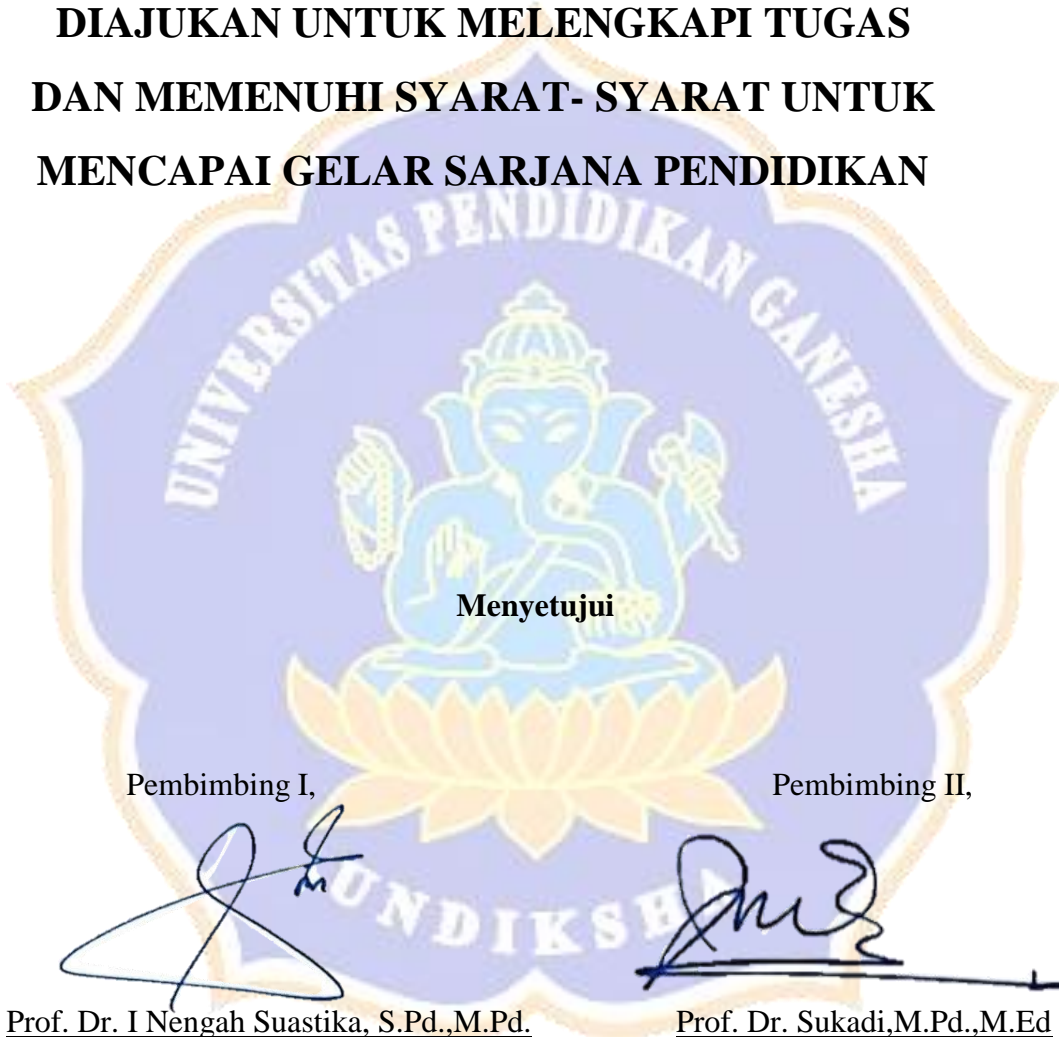 DIAJUKAN UNTUK MELENGKAPI TUGAS
DAN MEMENUHI SYARAT- SYARAT UNTUK
MENCAPAI GELAR SARJANA PENDIDIKAN
UNIVERSITAS PENDIDIKAN GANESHA
Menyetujui
Pembimbing I, Pembimbing II,
UNDIKSHA
Prof. Dr. I Nengah Suastika, S.Pd.,M.Pd. Prof. Dr. Sukadi,M.Pd.,M.Ed